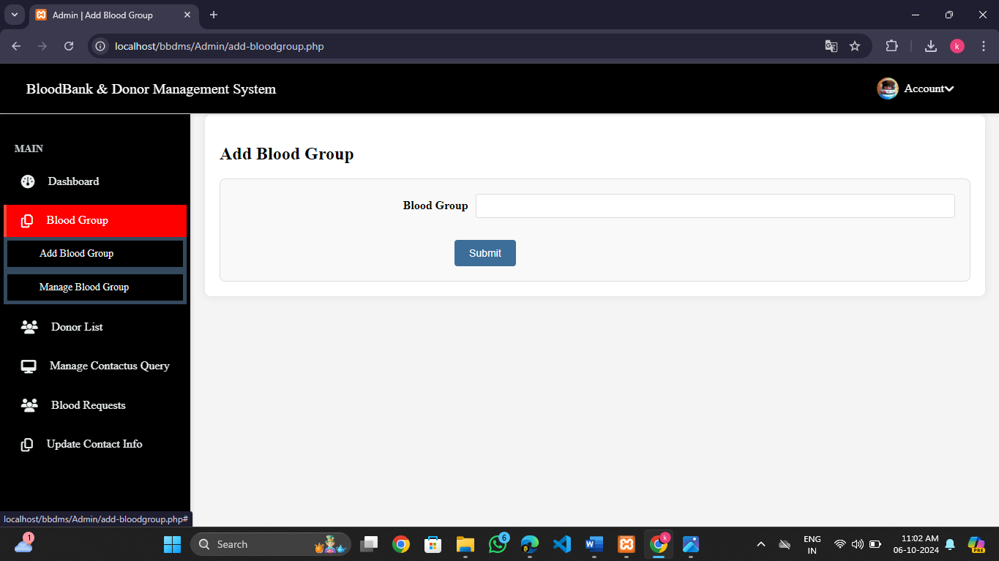 Admin | Add Blood Group
localhost/bbdms/Admin/add-bloodgroup.php
k
BloodBank & Donor Management System
Account
MAIN
Dashboard
Blood Group
Add Blood Group
Manage Blood Group
Donor List
Manage Contactus Query
Blood Requests
Update Contact Info
Add Blood Group
Blood Group
Submit
localhost/bbdms/Admin/add-bloodgroup.php#
1
Search
6
k
ENG
IN
11:02 AM
06-10-2024
PRE